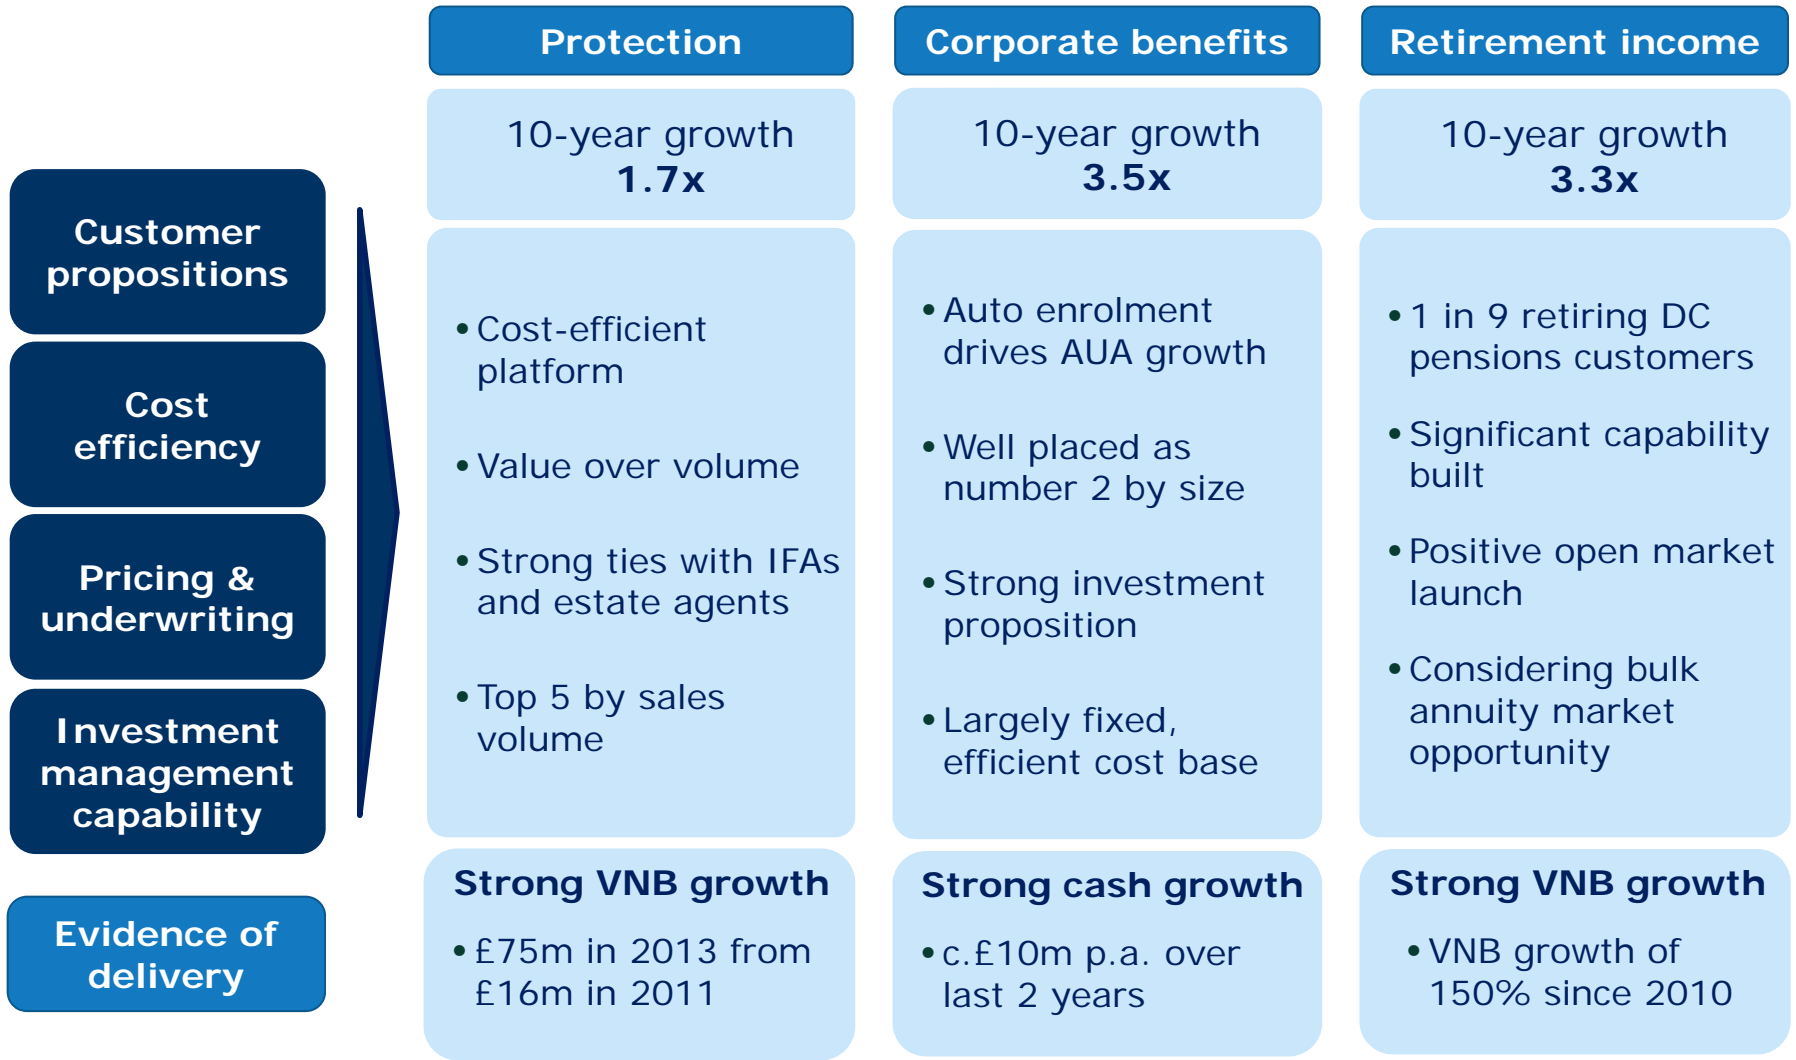 Protection
Corporate benefits
Retirement income
10-year growth
1.7x
10-year growth
3.5x
10-year growth
3.3x
Customer
propositions
Cost
efficiency
Pricing &
underwriting
Investment
management
capability
• Cost-efficient
platform
• Value over volume
• Strong ties with IFAs
and estate agents
• Top 5 by sales
volume
• Auto enrolment
drives AUA growth
• Well placed as
number 2 by size
• Strong investment
proposition
• Largely fixed,
efficient cost base
• 1 in 9 retiring DC
pensions customers
• Significant capability
built
• Positive open market
launch
• Considering bulk
annuity market
opportunity
Evidence of
delivery
Strong VNB growth
• £75m in 2013 from
£16m in 2011
Strong cash growth
• c.£10m p.a. over
last 2 years
Strong VNB growth
• VNB growth of
150% since 2010